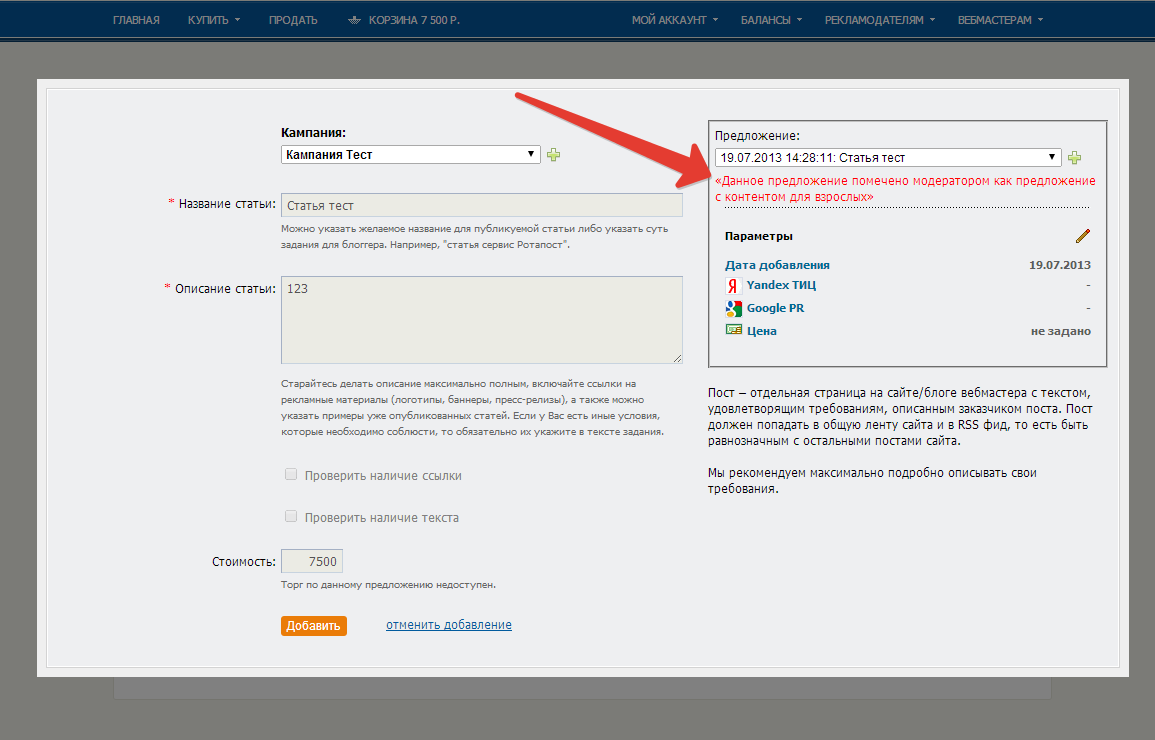 ГЛАВНАЯ КУПИТЬ ПРОДАТЬ КОРЗИНА 7 500 Р. МОЙ АККАУНТ БАЛАНСЫ РЕКЛАМОДАТЕЛЯМ ВЕБМАСТЕРАМ
Кампания:
Кампания Тест
* Название статьи:
Статья тест
Можно указать желаемое название для публикуемой статьи либо указать суть
задания для блоггера. Например, "статья сервис Ротапост".
* Описание статьи:
123
Старайтесь делать описание максимально полным, включайте ссылки на
рекламные материалы (логотипы, баннеры, пресс-релизы), а также можно
указать примеры уже опубликованных статей. Если у Вас есть иные условия,
которые необходимо соблюсти, то обязательно их укажите в тексте задания.
Проверить наличие ссылки
Проверить наличие текста
Стоимость:
7500
Торг по данному предложению недоступен.
Добавить отменить добавление
Предложение:
19.07.2013 14:28:11: Статья тест
«Данное предложение помечено модератором как предложение
с контентом для взрослых»
Параметры
Дата добавления 19.07.2013
Я Yandex ТИЦ -
Google PR -
Цена не задано
Пост – отдельная страница на сайте/блоге вебмастера с текстом,
удовлетворящим требованиям, описанным заказчиком поста. Пост
должен попадать в общую ленту сайта и в RSS фид, то есть быть
равнозначным с остальными постами сайта.
Мы рекомендуем максимально подробно описывать свои
требования.